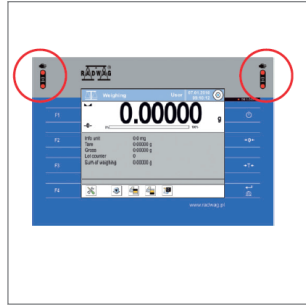 RADWAG
Weighing
0.00000 g
Info unit 0.0 mg
Tare 0.00000 g
Gross 0.00000 g
Lot counter 0
Sum of weighing 0.00000 g
F1
F2
F3
F4
→0←
→T←
www.radwag.pl